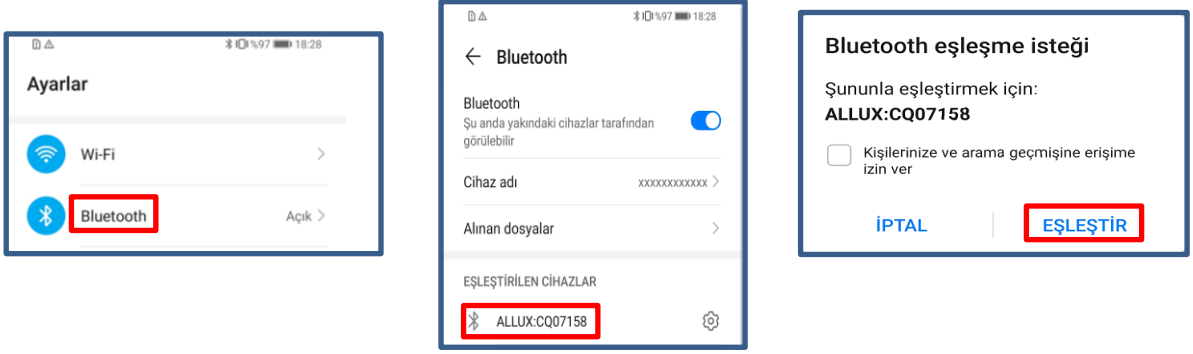 %97 18:28
Ayarlar
Wi-Fi
Bluetooth Açık
%97 18:28
Bluetooth
Bluetooth
Şu anda yakındaki cihazlar tarafından
görülebilir
Cihaz adı xxxxxxxxxxxx
Alınan dosyalar
EŞLEŞTİRİLEN CİHAZLAR
ALLUX:CQ07158
Bluetooth eşleşme isteği
Şununla eşleştirmek için:
ALLUX:CQ07158
Kişilerinize ve arama geçmişine erişime
izin ver
İPTAL EŞLEŞTİR